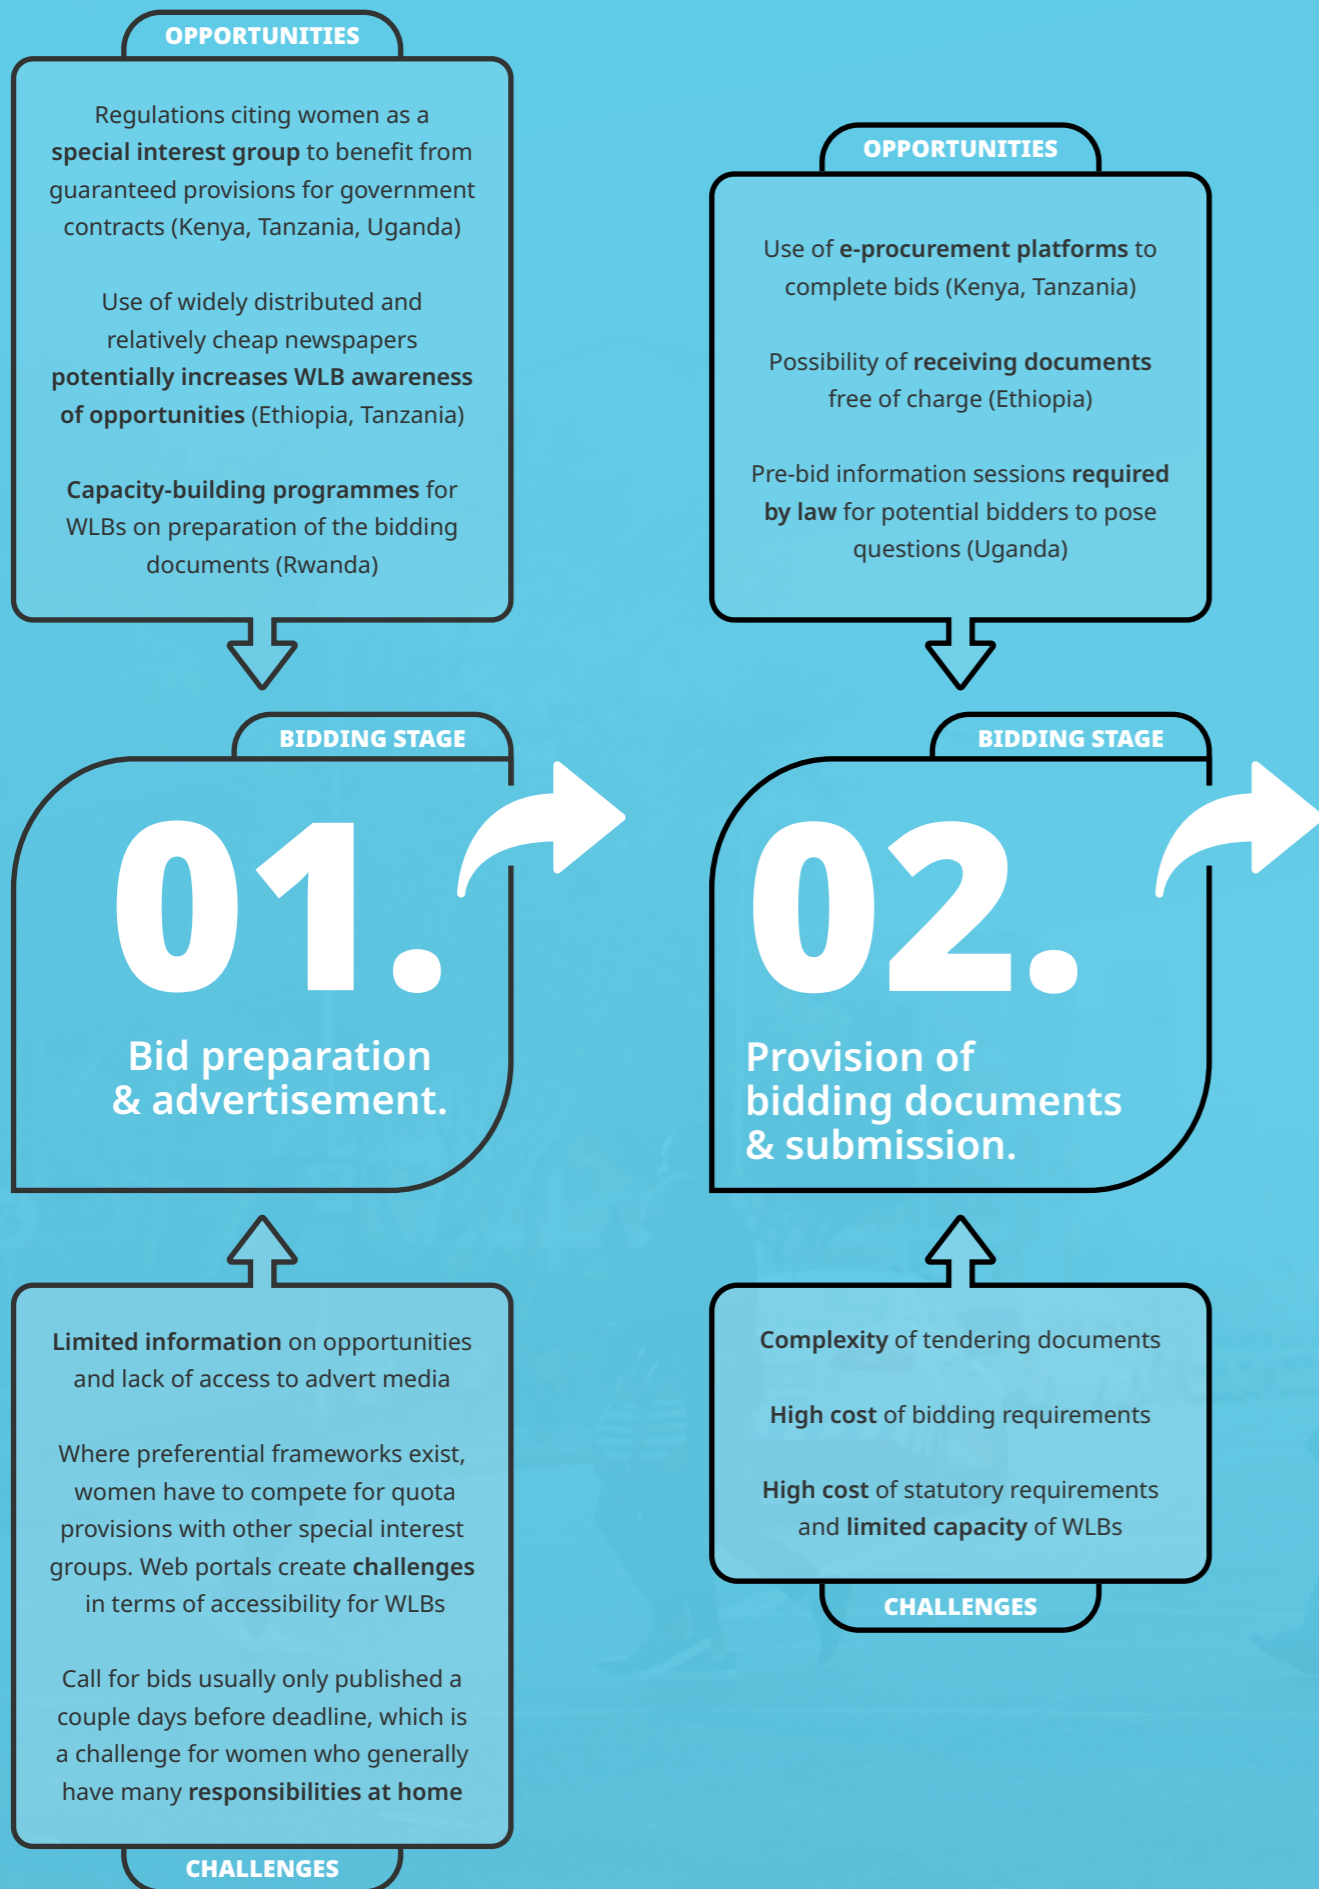 OPPORTUNITIES
Regulations citing women as a
special interest group to benefit from
guaranteed provisions for government
contracts (Kenya, Tanzania, Uganda)
Use of widely distributed and
relatively cheap newspapers
potentially increases WLB awareness
of opportunities (Ethiopia, Tanzania)
Capacity-building programmes for
WLBs on preparation of the bidding
documents (Rwanda)
BIDDING STAGE
01.
Bid preparation
& advertisement.
Limited information on opportunities
and lack of access to advert media
Where preferential frameworks exist,
women have to compete for quota
provisions with other special interest
groups. Web portals create challenges
in terms of accessibility for WLBs
Call for bids usually only published a
couple days before deadline, which is
a challenge for women who generally
have many responsibilities at home
CHALLENGES
OPPORTUNITIES
Use of e-procurement platforms to
complete bids (Kenya, Tanzania)
Possibility of receiving documents
free of charge (Ethiopia)
Pre-bid information sessions required
by law for potential bidders to pose
questions (Uganda)
BIDDING STAGE
02.
Provision of
bidding documents
& submission.
Complexity of tendering documents
High cost of bidding requirements
High cost of statutory requirements
and limited capacity of WLBs
CHALLENGES